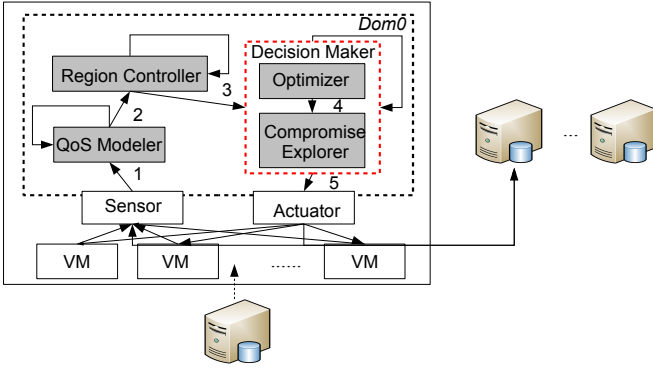 Dom0
Decision Maker
Region Controller
Optimizer
3
4
2
Compromise
Explorer
QoS Modeler
1
5
Sensor
Actuator
VM
VM
......
VM
...